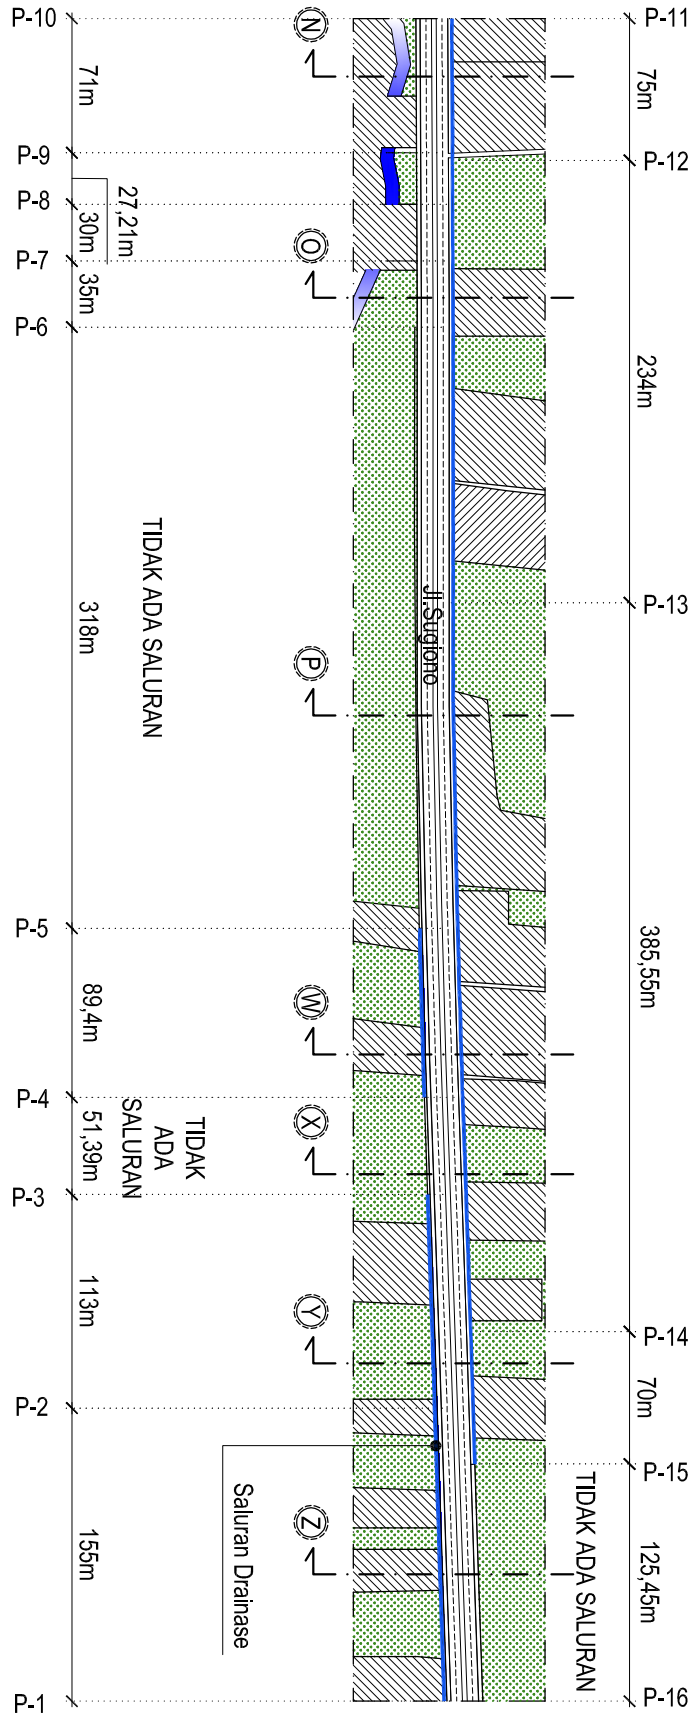 P-10
P-11
N
71m
75m
P-9
P-12
27,21m
P-8
30m
O
P-7
35m
P-6
234m
TIDAK ADA SALURAN
Jl.Sugiono
P-13
318m
P
P-5
385,55m
89,4m
W
P-4
TIDAK
ADA
SALURAN
51,39m
X
P-3
113m
Y
P-14
70m
P-2
P-15
TIDAK ADA SALURAN
Saluran Drainase
Z
155m
125,45m
P-1
P-16